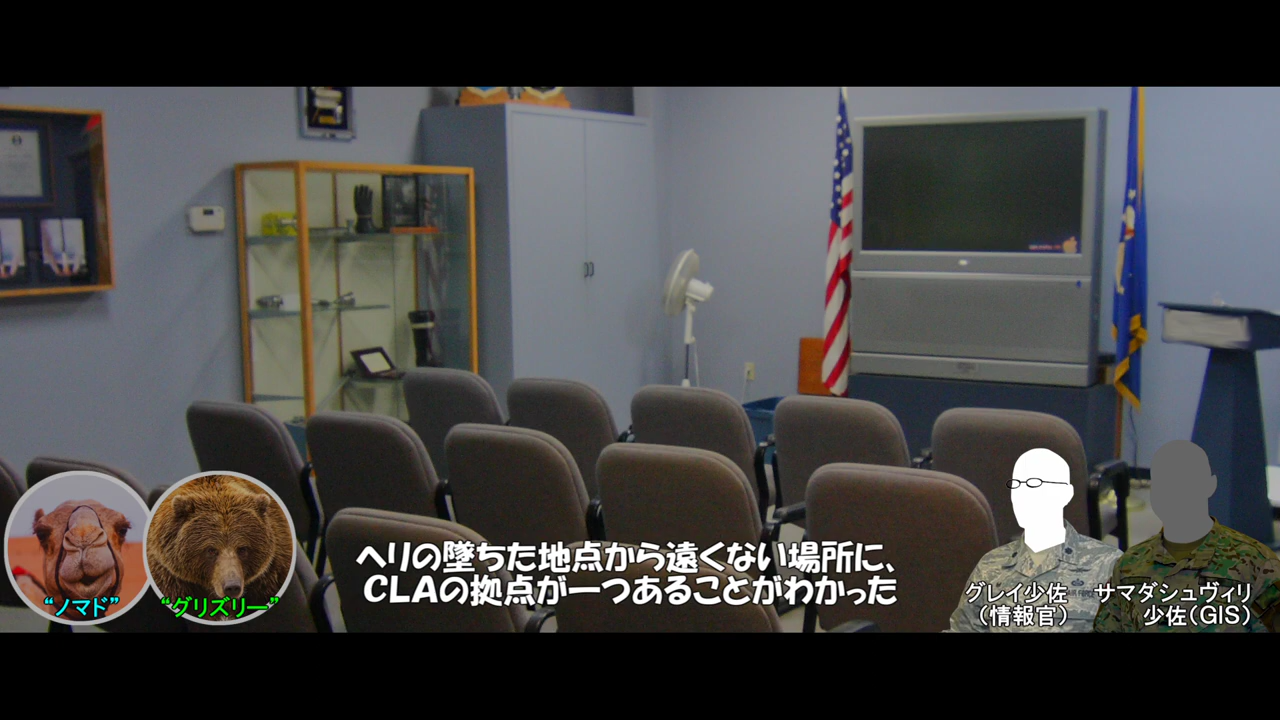 ヘリの墜ちた地点から遠くない場所に、
CLAの拠点が一つあることがわかった
“ノマド”
“グリズリー”
グレイ少佐
（情報官）
サマダシュヴィリ
少佐（GIS）